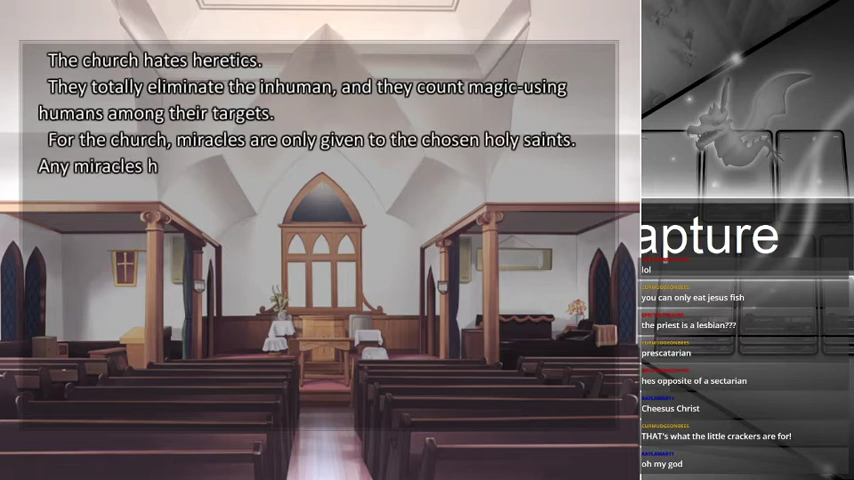 The church hates heretics.
They totally eliminate the inhuman, and they count magic-using
humans among their targets.
For the church, miracles are only given to the chosen holy saints.
Any miracles h
apture
lol
you can only eat jesus fish
the priest is a lesbian???
prescatarian
hes opposite of a sectarian
Cheesus Christ
THAT's what the little crackers are for!
oh my god